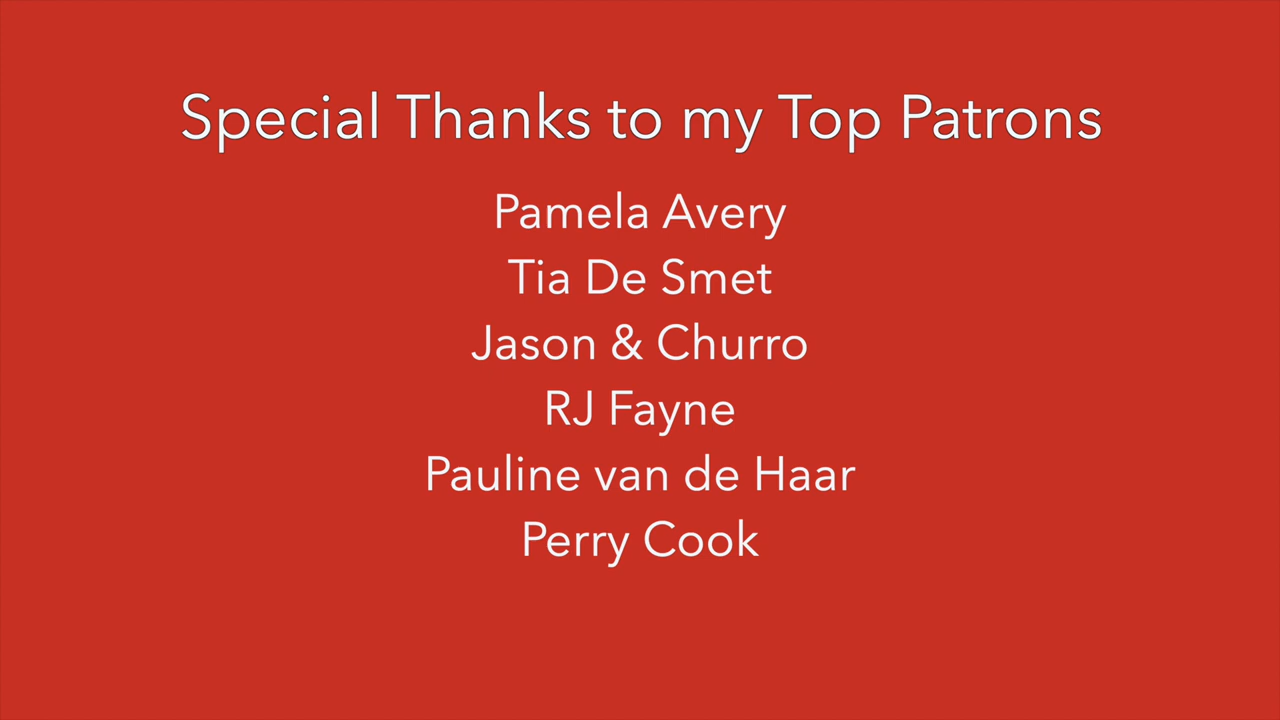 Special Thanks to my Top Patrons
Pamela Avery
Tia De Smet
Jason & Churro
RJ Fayne
Pauline van de Haar
Perry Cook